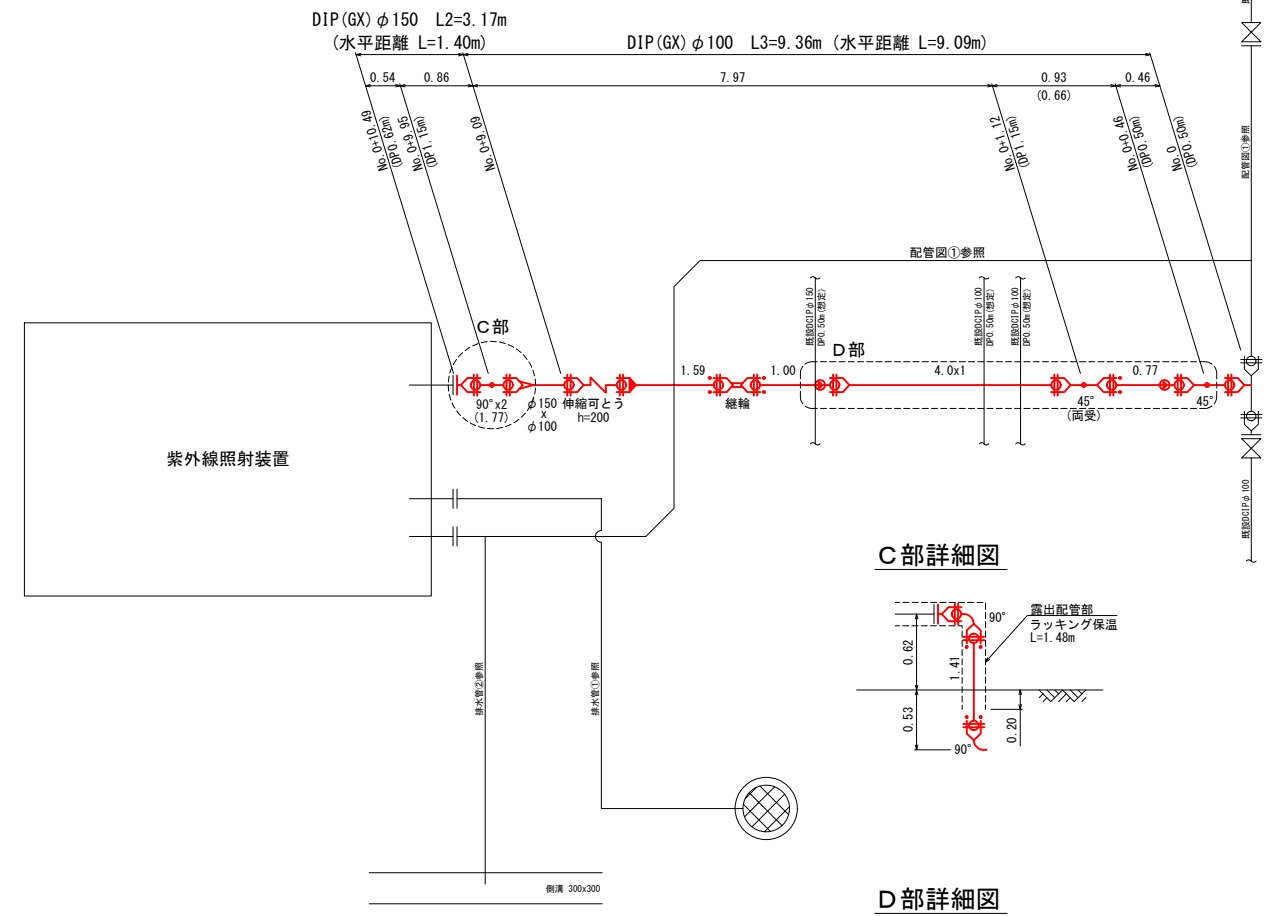 DIP(GX)φ150 L2=3.17m
(水平距離 L=1.40m)
DIP(GX)φ100 L3=9.36m (水平距離 L=9.09m)
0.54
0.86
7.97
0.93
(0.66)
0.46
No.0+10.49
(DP0.62m)
No.0+9.95
(DP1.15m)
No.0+9.09
No.0+1.12
(DP1.15m)
No.0+0.46
(DP0.50m)
No.0
(DP0.50m)
配管図①参照
配管図①参照
既設DCIPφ150
DP0.50m(想定)
既設DCIPφ100
DP0.50m(想定)
既設DCIPφ100
DP0.50m(想定)
C部
D部
1.59
1.00
4.0x1
0.77
90°x2
(1.77)
φ150
x
φ100
伸縮可とう
h=200
継輪
45°
(両受)
45°
紫外線照射装置
既設DCIPφ100
C部詳細図
90°
露出配管部
ラッキング保温
L=1.48m
0.62
1.41
0.53
0.20
90°
排水管②参照
排水管①参照
側溝 300x300
D部詳細図